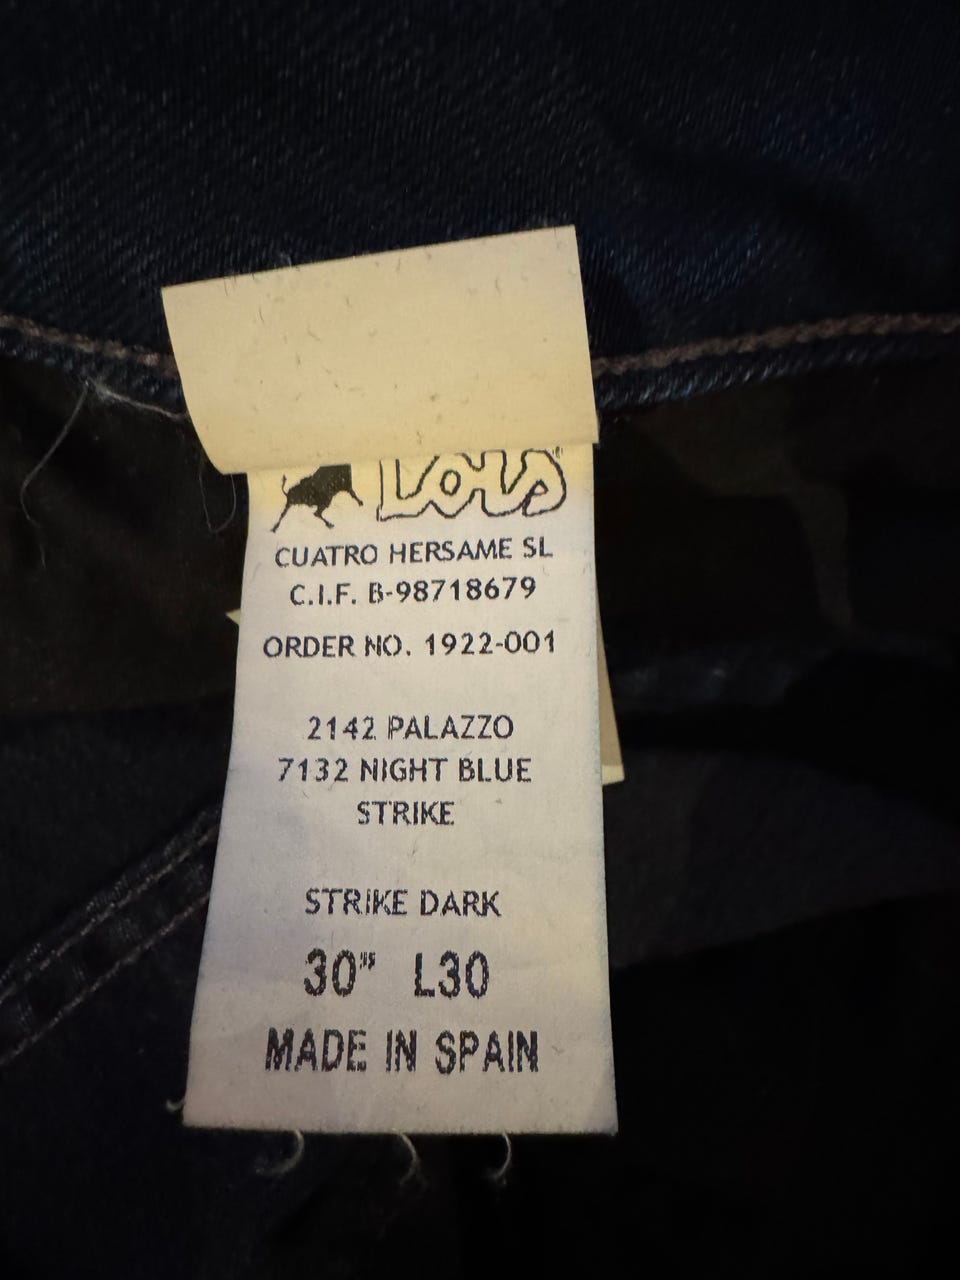 Lois®
CUATRO HERSAME SL
C.I.F. B-98718679
ORDER NO. 1922-001
2142 PALAZZO
7132 NIGHT BLUE
STRIKE
STRIKE DARK
30” L30
MADE IN SPAIN